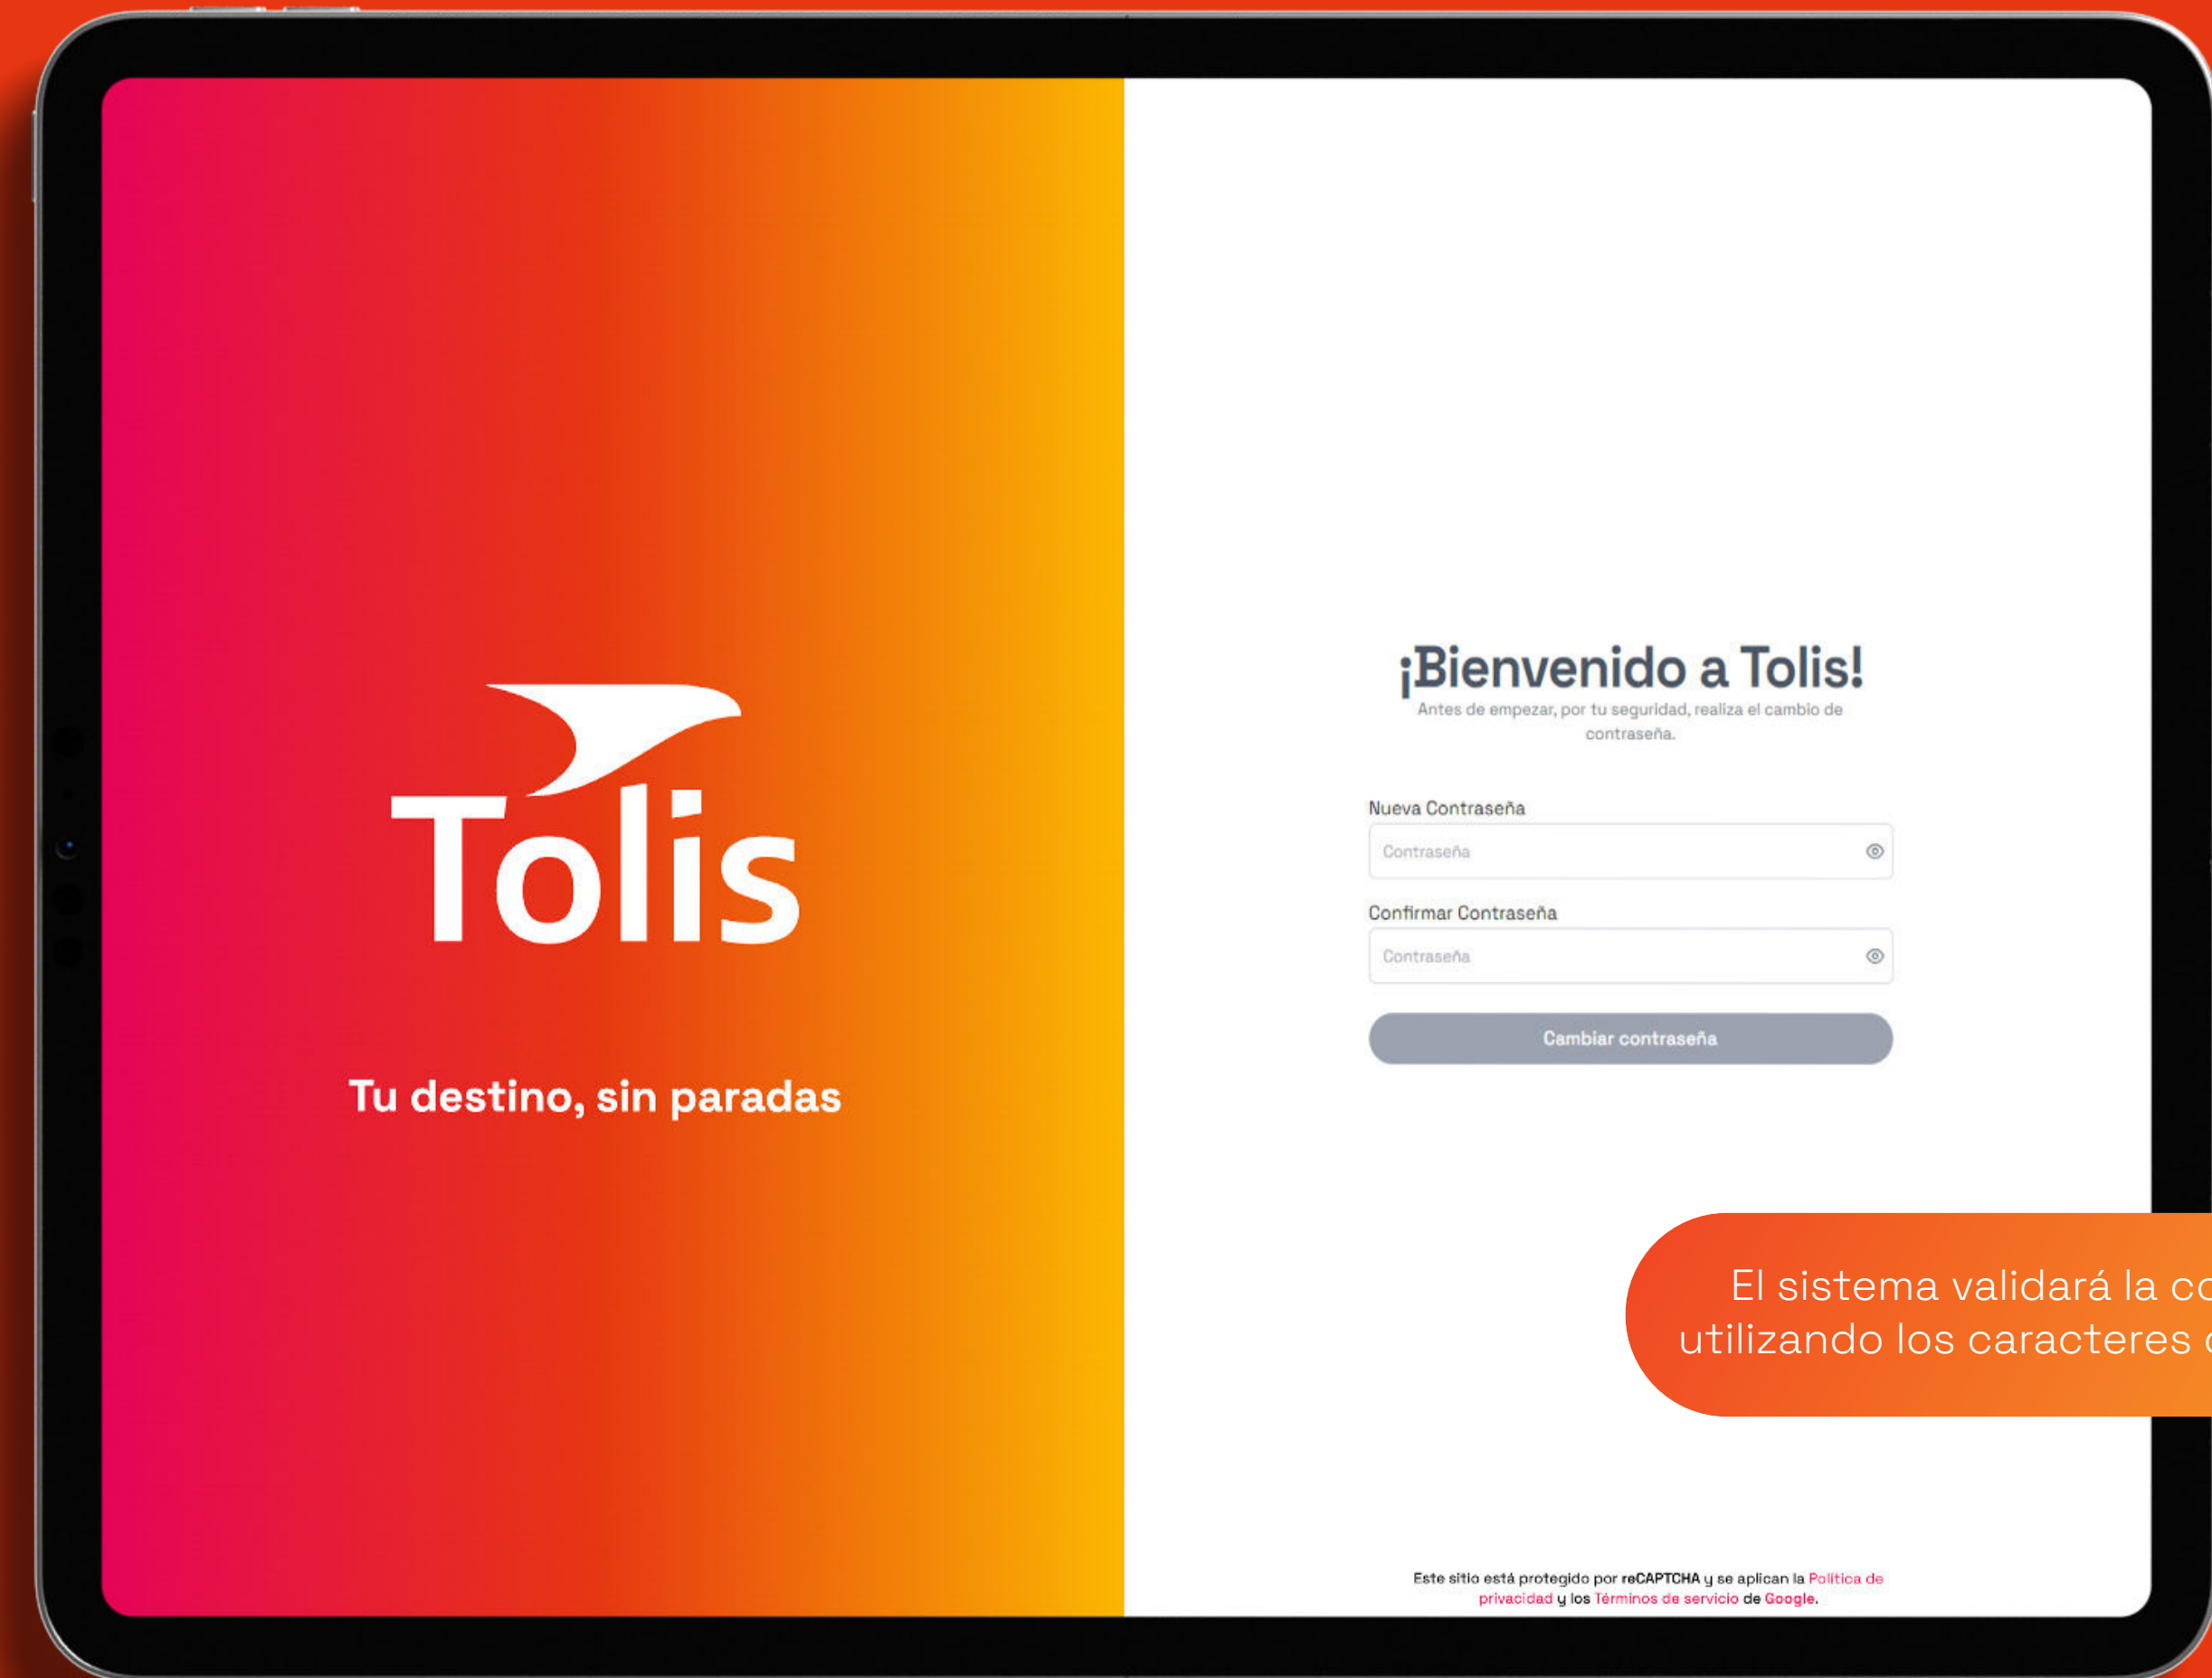 Tolis
Tu destino, sin paradas
¡Bienvenido a Tolis!
Antes de empezar, por tu seguridad, realiza el cambio de
contraseña.
Nueva Contraseña
Contraseña
Confirmar Contraseña
Contraseña
Cambiar contraseña
El sistema validará la
utilizando los caracteres
Este sitio está protegido por reCAPTCHA y se aplican la Política de
privacidad y los Términos de servicio de Google.